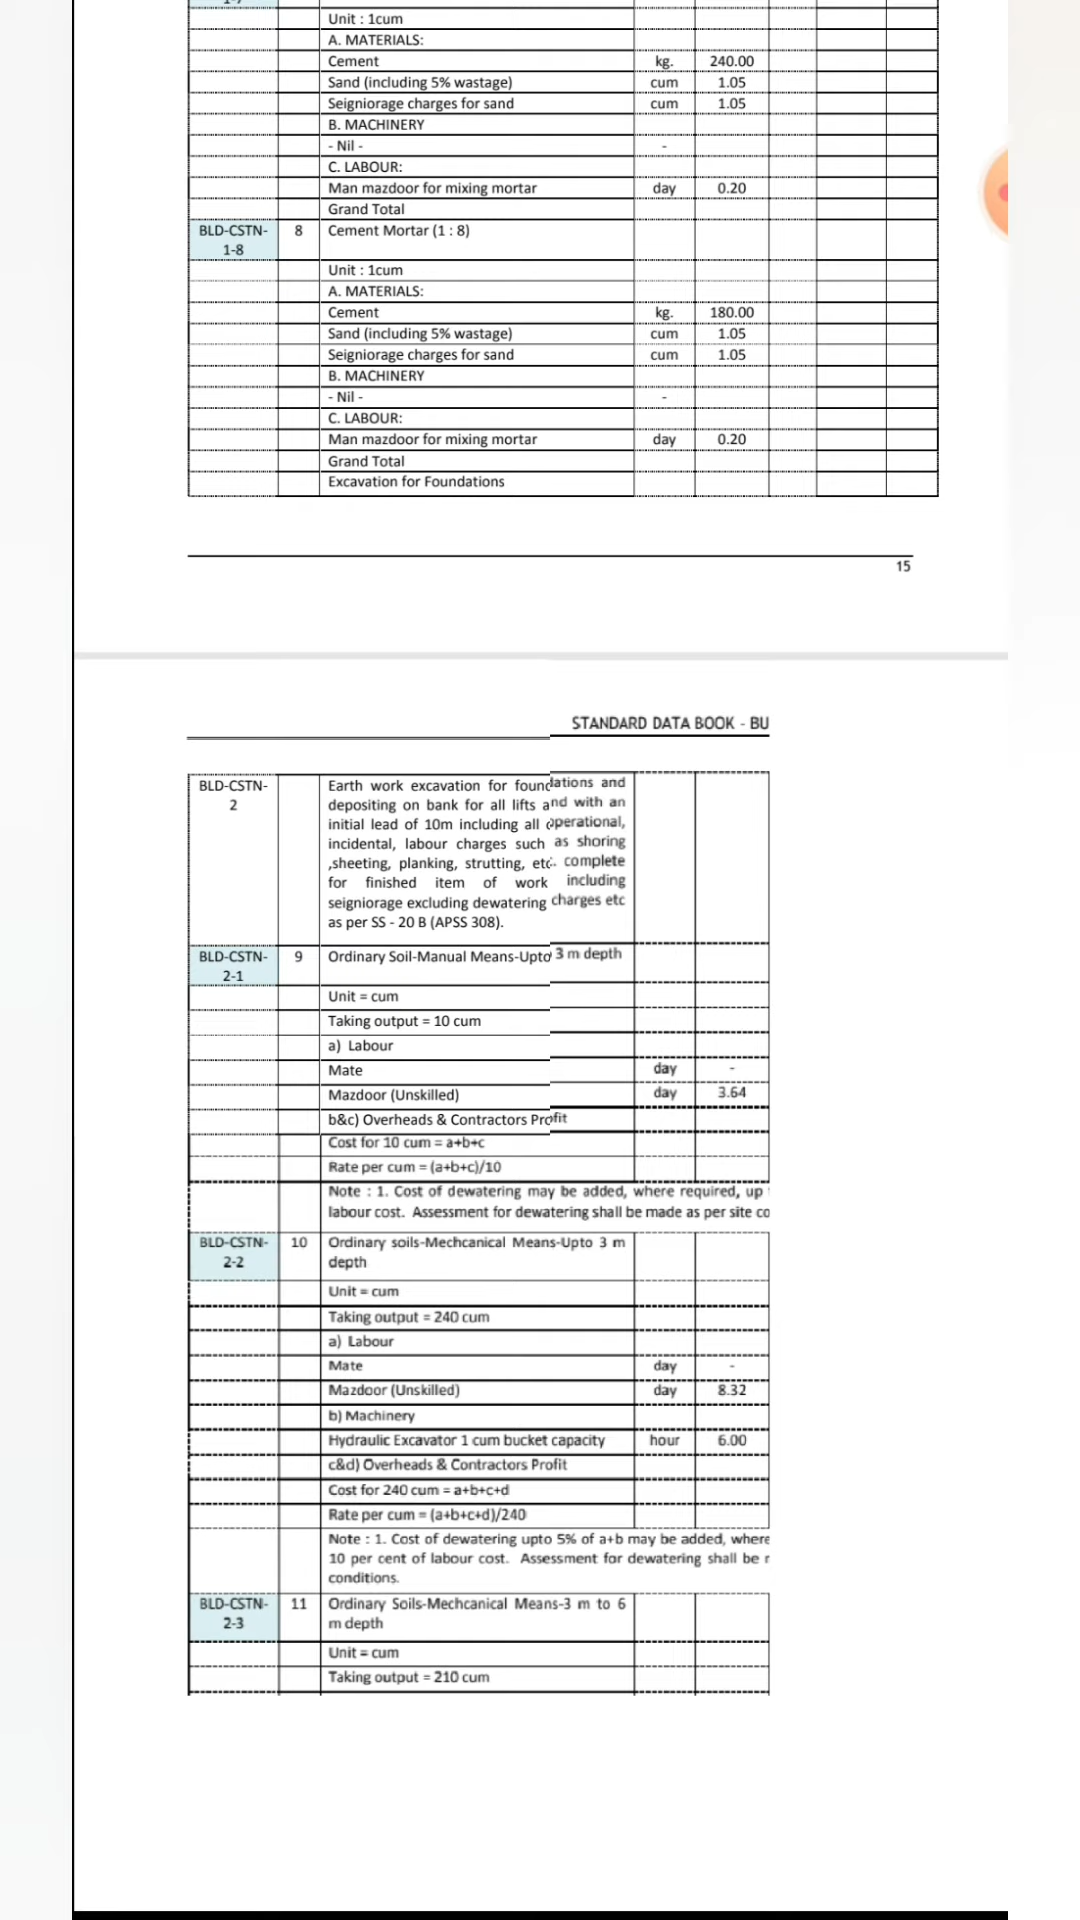 Unit : 1cum
A. MATERIALS:
Cement kg. 240.00
Sand (including 5% wastage) cum 1.05
Seigniorage charges for sand cum 1.05
B. MACHINERY
- Nil - -
C. LABOUR:
Man mazdoor for mixing mortar day 0.20
Grand Total
BLD-CSTN- 8 Cement Mortar (1 : 8)
1-8
Unit : 1cum
A. MATERIALS:
Cement kg. 180.00
Sand (including 5% wastage) cum 1.05
Seigniorage charges for sand cum 1.05
B. MACHINERY
- Nil - -
C. LABOUR:
Man mazdoor for mixing mortar day 0.20
Grand Total
Excavation for Foundations
15
STANDARD DATA BOOK - BU
BLD-CSTN- Earth work excavation for foundations and
2 depositing on bank for all lifts and with an
initial lead of 10m including all operational,
incidental, labour charges such as shoring
,sheeting, planking, strutting, etc. complete
for finished item of work including
seigniorage excluding dewatering charges etc
as per SS - 20 B (APSS 308).
BLD-CSTN- 9 Ordinary Soil-Manual Means-Upto 3 m depth
2-1
Unit = cum
Taking output = 10 cum
a) Labour
Mate day -
Mazdoor (Unskilled) day 3.64
b&c) Overheads & Contractors Profit
Cost for 10 cum = a+b+c
Rate per cum = (a+b+c)/10
Note : 1. Cost of dewatering may be added, where required, up
labour cost. Assessment for dewatering shall be made as per site co
BLD-CSTN- 10 Ordinary soils-Mechcanical Means-Upto 3 m
2-2 depth
Unit = cum
Taking output = 240 cum
a) Labour
Mate day -
Mazdoor (Unskilled) day 8.32
b) Machinery
Hydraulic Excavator 1 cum bucket capacity hour 6.00
c&d) Overheads & Contractors Profit
Cost for 240 cum = a+b+c+d
Rate per cum = (a+b+c+d)/240
Note : 1. Cost of dewatering upto 5% of a+b may be added, where
10 per cent of labour cost. Assessment for dewatering shall be
conditions.
BLD-CSTN- 11 Ordinary Soils-Mechcanical Means-3 m to 6
2-3 m depth
Unit = cum
Taking output = 210 cum